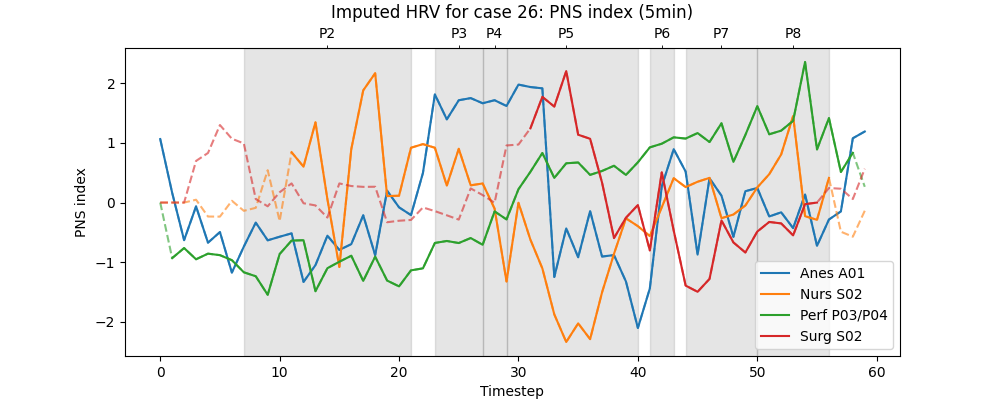 Imputed HRV for case 26: PNS index (5min)
P2 P3 P4 P5 P6 P7 P8
PNS index
2
1
0
−1
−2
0 10 20 30 40 50 60
Timestep
Anes A01
Nurs S02
Perf P03/P04
Surg S02